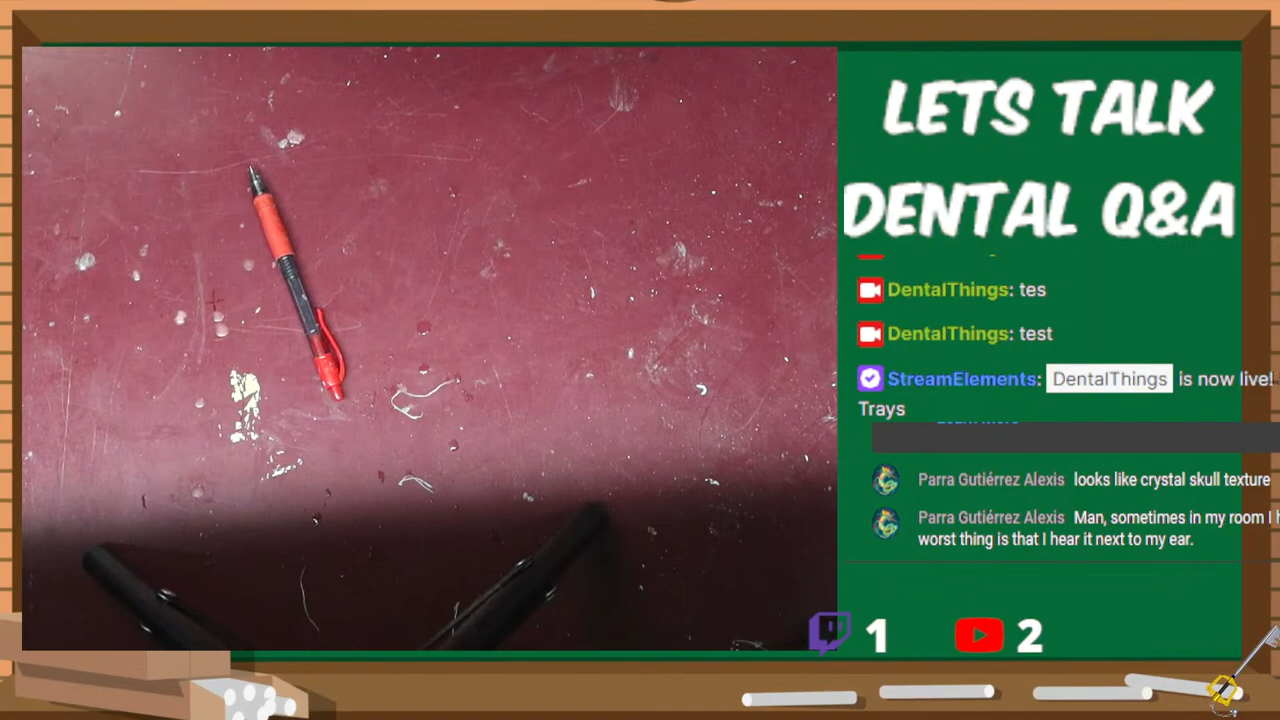 LETS TALK
DENTAL Q&A
DentalThings: tes
DentalThings: test
StreamElements: DentalThings is now live!
Trays
Parra Gutiérrez Alexis looks like crystal skull texture
Parra Gutiérrez Alexis Man, sometimes in my room I
worst thing is that I hear it next to my ear.
1
2